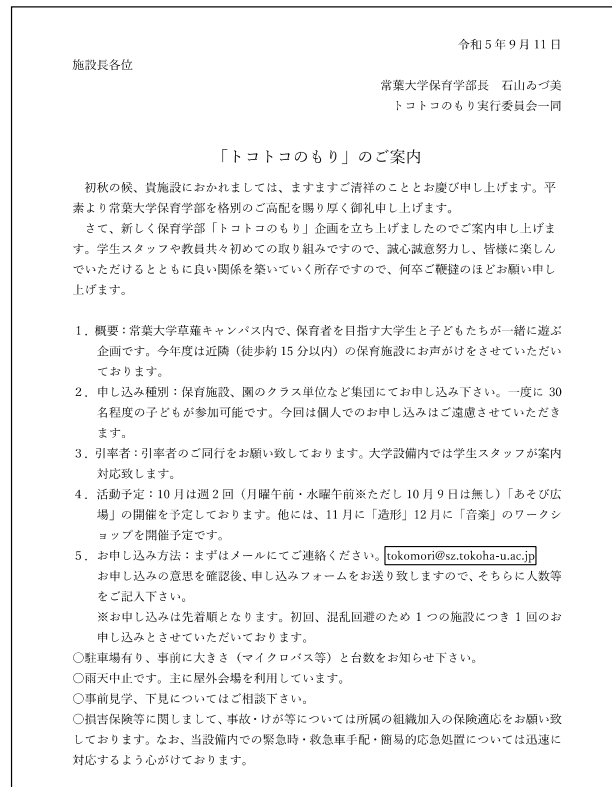 令和5年9月11日
施設長各位
常葉大学保育学部長　石山ゐづ美
トコトコのもり実行委員会一同
「トコトコのもり」のご案内
初秋の候、貴施設におかれましては、ますますご清祥のこととお慶び申し上げます。平
素より常葉大学保育学部を格別のご高配を賜り厚く御礼申し上げます。
さて、新しく保育学部「トコトコのもり」企画を立ち上げましたのでご案内申し上げま
す。学生スタッフや教員共々初めての取り組みですので、誠心誠意努力し、皆様に楽しん
でいただけるとともに良い関係を築いていく所存ですので、何卒ご鞭撻のほどお願い申し
上げます。
1．概要：常葉大学草薙キャンパス内で、保育者を目指す大学生と子どもたちが一緒に遊ぶ
企画です。今年度は近隣（徒歩約15分以内）の保育施設にお声がけをさせていただい
ております。
2．申し込み種別：保育施設、園のクラス単位など集団にてお申し込み下さい。一度に30
名程度の子どもが参加可能です。今回は個人でのお申し込みはご遠慮させていただき
ます。
3．引率者：引率者のご同行をお願い致しております。大学設備内では学生スタッフが案内
対応致します。
4．活動予定：10月は週2回（月曜午前・水曜午前※ただし10月9日は無し）「あそび広
場」の開催を予定しております。他には、11月に「造形」12月に「音楽」のワークシ
ョップを開催予定です。
5．お申し込み方法：まずはメールにてご連絡ください。tokomori@sz.tokoha-u.ac.jp
お申し込みの意思を確認後、申し込みフォームをお送り致しますので、そちらに人数等
をご記入下さい。
※お申し込みは先着順となります。初回、混乱回避のため1つの施設につき1回のお
申し込みとさせていただいております。
○駐車場有り、事前に大きさ（マイクロバス等）と台数をお知らせ下さい。
○雨天中止です。主に屋外会場を利用しています。
○事前見学、下見についてはご相談下さい。
○損害保険等に関しまして、事故・けが等については所属の組織加入の保険適応をお願い致
しております。なお、当設備内での緊急時・救急車手配・簡易的応急処置については迅速に
対応するよう心がけております。